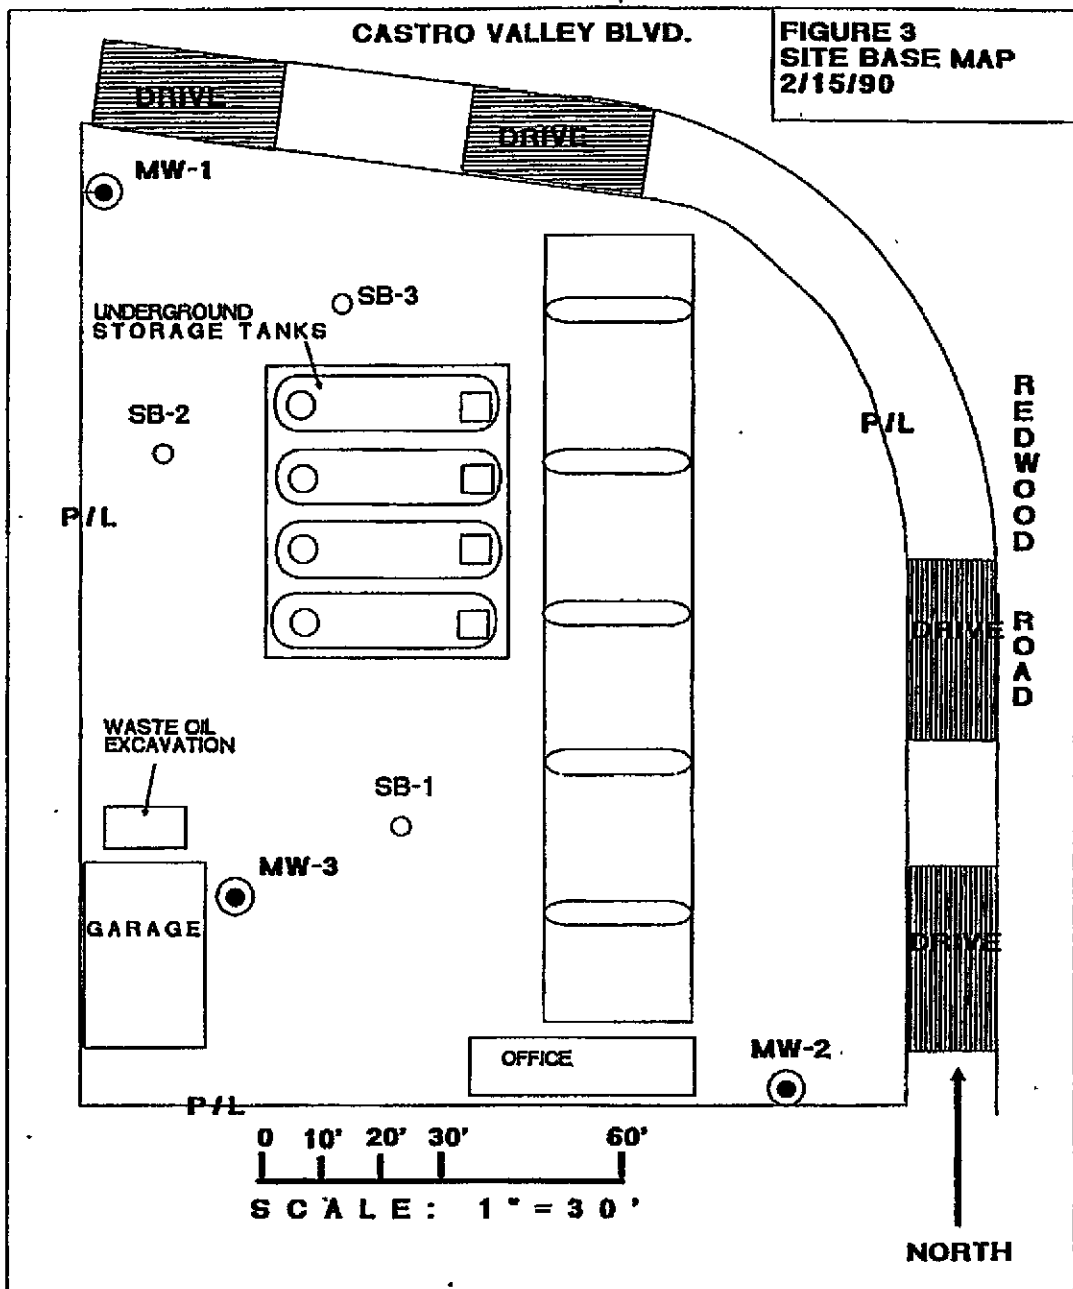 CASTRO VALLEY BLVD.
FIGURE 3
SITE BASE MAP
2/15/90
DRIVE
DRIVE
MW-1
SB-3
UNDERGROUND
STORAGE TANKS
SB-2
P/L
P/L
REDWOOD ROAD
DRIVE
WASTE OIL
EXCAVATION
SB-1
MW-3
GARAGE
DRIVE
OFFICE
MW-2
P/L
0 10' 20' 30' 60'
SCALE: 1"=30'
NORTH